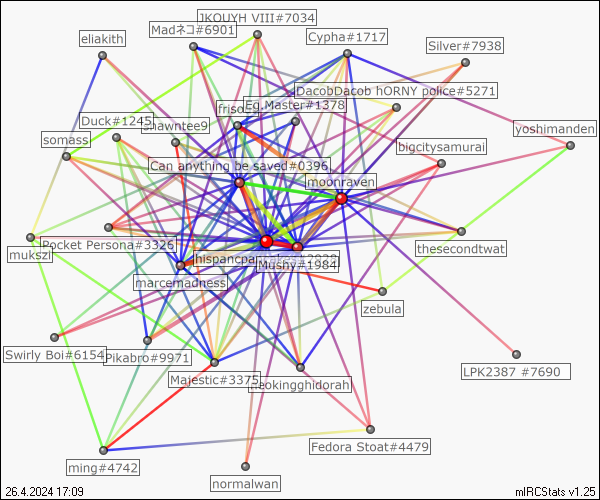 JKOUYH VIII#7034
Madネコ#6901
eliakith
Cypha#1717
Silver#7938
DacobDacob hORNY police#5271
Eg.Master#1378
Duck#1245
shawntee9
yoshimanden
somass
bigcitysamurai
Can anything be saved#0396
moonraven
Pocket Persona#3326
thesecondtwat
mukszi
Mushy#1984
marcemadness
zebula
Swirly Boi#6154
Pikabro#9971
LPK2387 #7690
Majestic#3375
neokingghidorah
Fedora Stoat#4479
ming#4742
normalwan
26.4.2024 17:09
mIRCStats v1.25